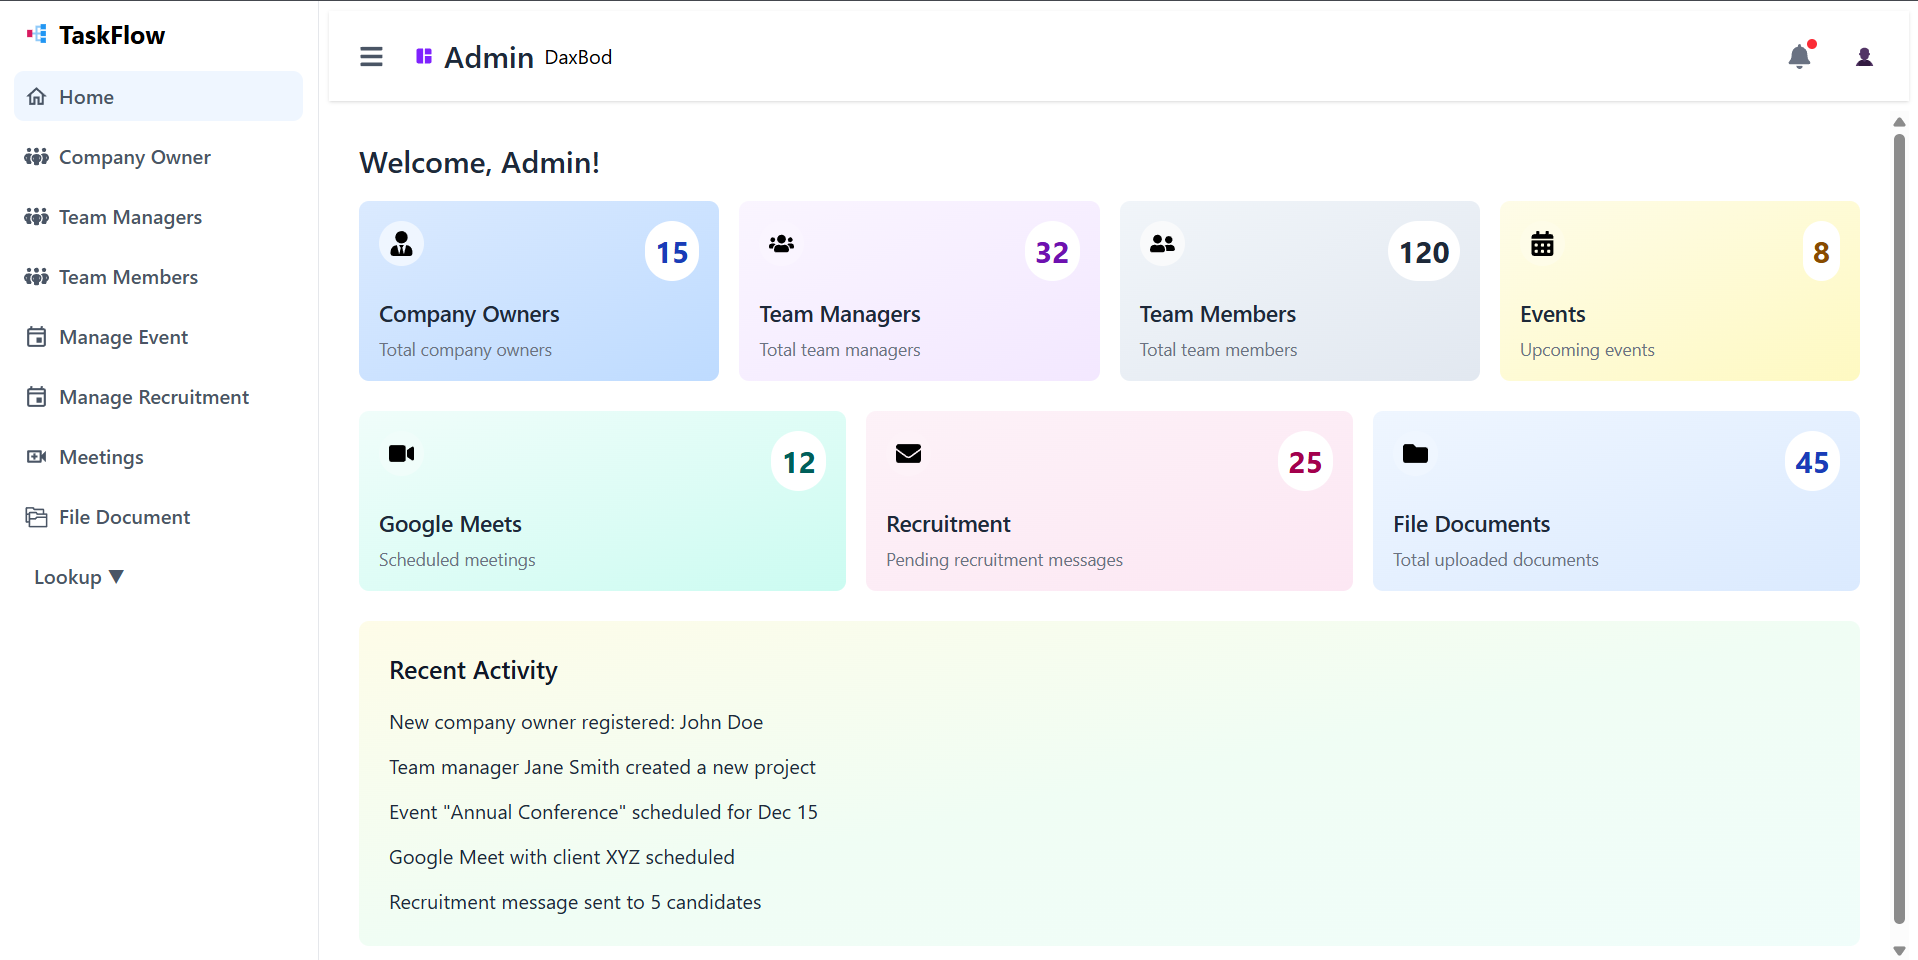 TaskFlow
Home
Company Owner
Team Managers
Team Members
Manage Event
Manage Recruitment
Meetings
File Document
Lookup ▼
Admin DaxBod
Welcome, Admin!
15
Company Owners
Total company owners
32
Team Managers
Total team managers
120
Team Members
Total team members
8
Events
Upcoming events
12
Google Meets
Scheduled meetings
25
Recruitment
Pending recruitment messages
45
File Documents
Total uploaded documents
Recent Activity
New company owner registered: John Doe
Team manager Jane Smith created a new project
Event "Annual Conference" scheduled for Dec 15
Google Meet with client XYZ scheduled
Recruitment message sent to 5 candidates